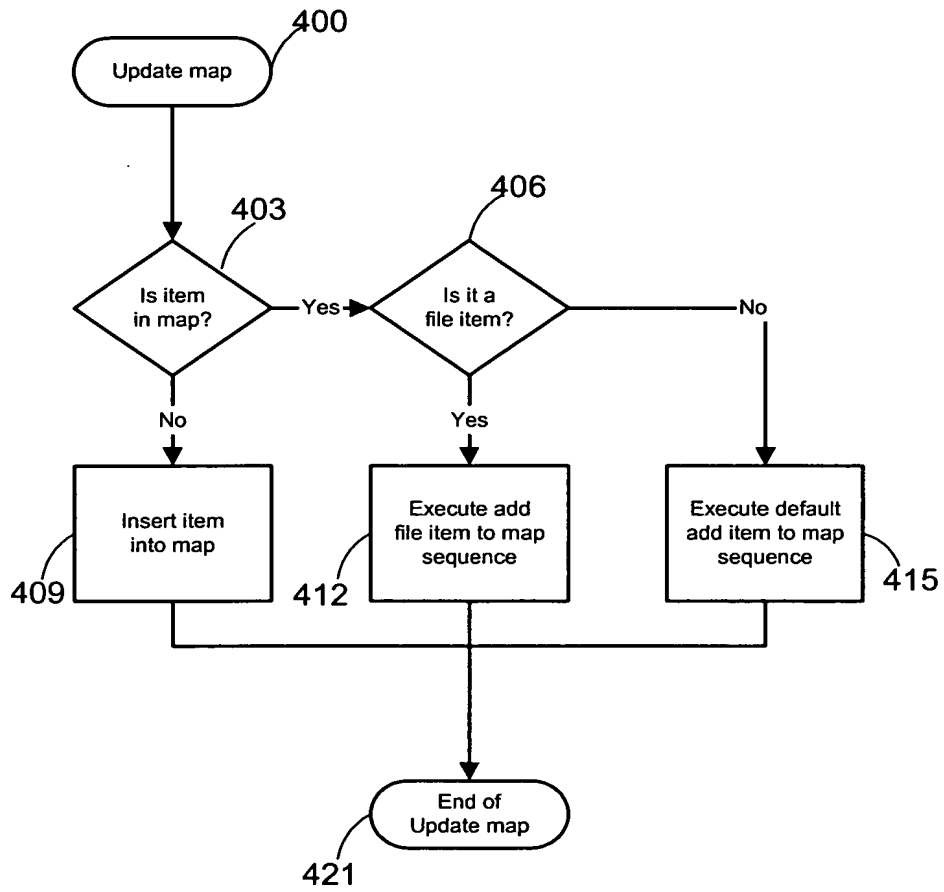 400
Update map
403
406
Is item
in map?
Yes
Is it a
file item?
No
No
Yes
Insert item
into map
Execute add
file item to map
sequence
Execute default
add item to map
sequence
409
412
415
End of
Update map
421